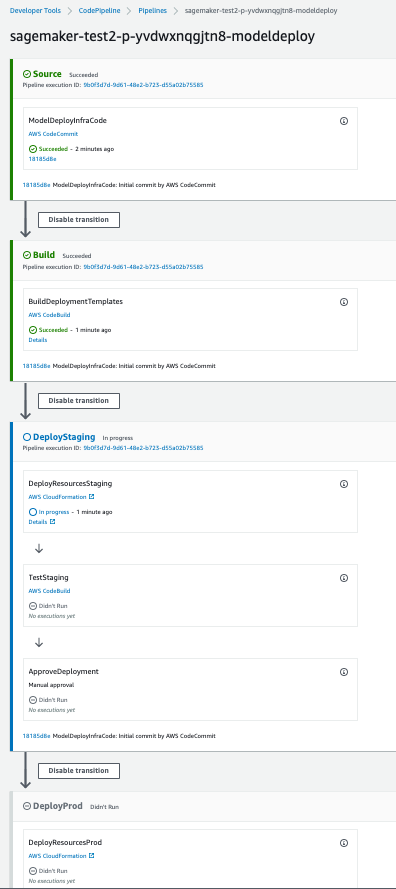 Developer Tools > CodePipeline > Pipelines > sagemaker-test2-p-yvdwxnqgjtn8-modeldeploy
sagemaker-test2-p-yvdwxnqgjtn8-modeldeploy
Source Succeeded
Pipeline execution ID: 9b0f3d7d-9d61-48e2-b723-d55a02b75585
ModelDeployInfraCode
AWS CodeCommit
Succeeded - 2 minutes ago
18185d8e
18185d8e ModelDeployInfraCode: Initial commit by AWS CodeCommit
Disable transition
Build Succeeded
Pipeline execution ID: 9b0f3d7d-9d61-48e2-b723-d55a02b75585
BuildDeploymentTemplates
AWS CodeBuild
Succeeded - 1 minute ago
Details
18185d8e ModelDeployInfraCode: Initial commit by AWS CodeCommit
Disable transition
DeployStaging In progress
Pipeline execution ID: 9b0f3d7d-9d61-48e2-b723-d55a02b75585
DeployResourcesStaging
AWS CloudFormation
In progress - 1 minute ago
Details
TestStaging
AWS CodeBuild
Didn't Run
No executions yet
ApproveDeployment
Manual approval
Didn't Run
No executions yet
18185d8e ModelDeployInfraCode: Initial commit by AWS CodeCommit
Disable transition
DeployProd Didn't Run
DeployResourcesProd
AWS CloudFormation
Didn't Run
No executions yet